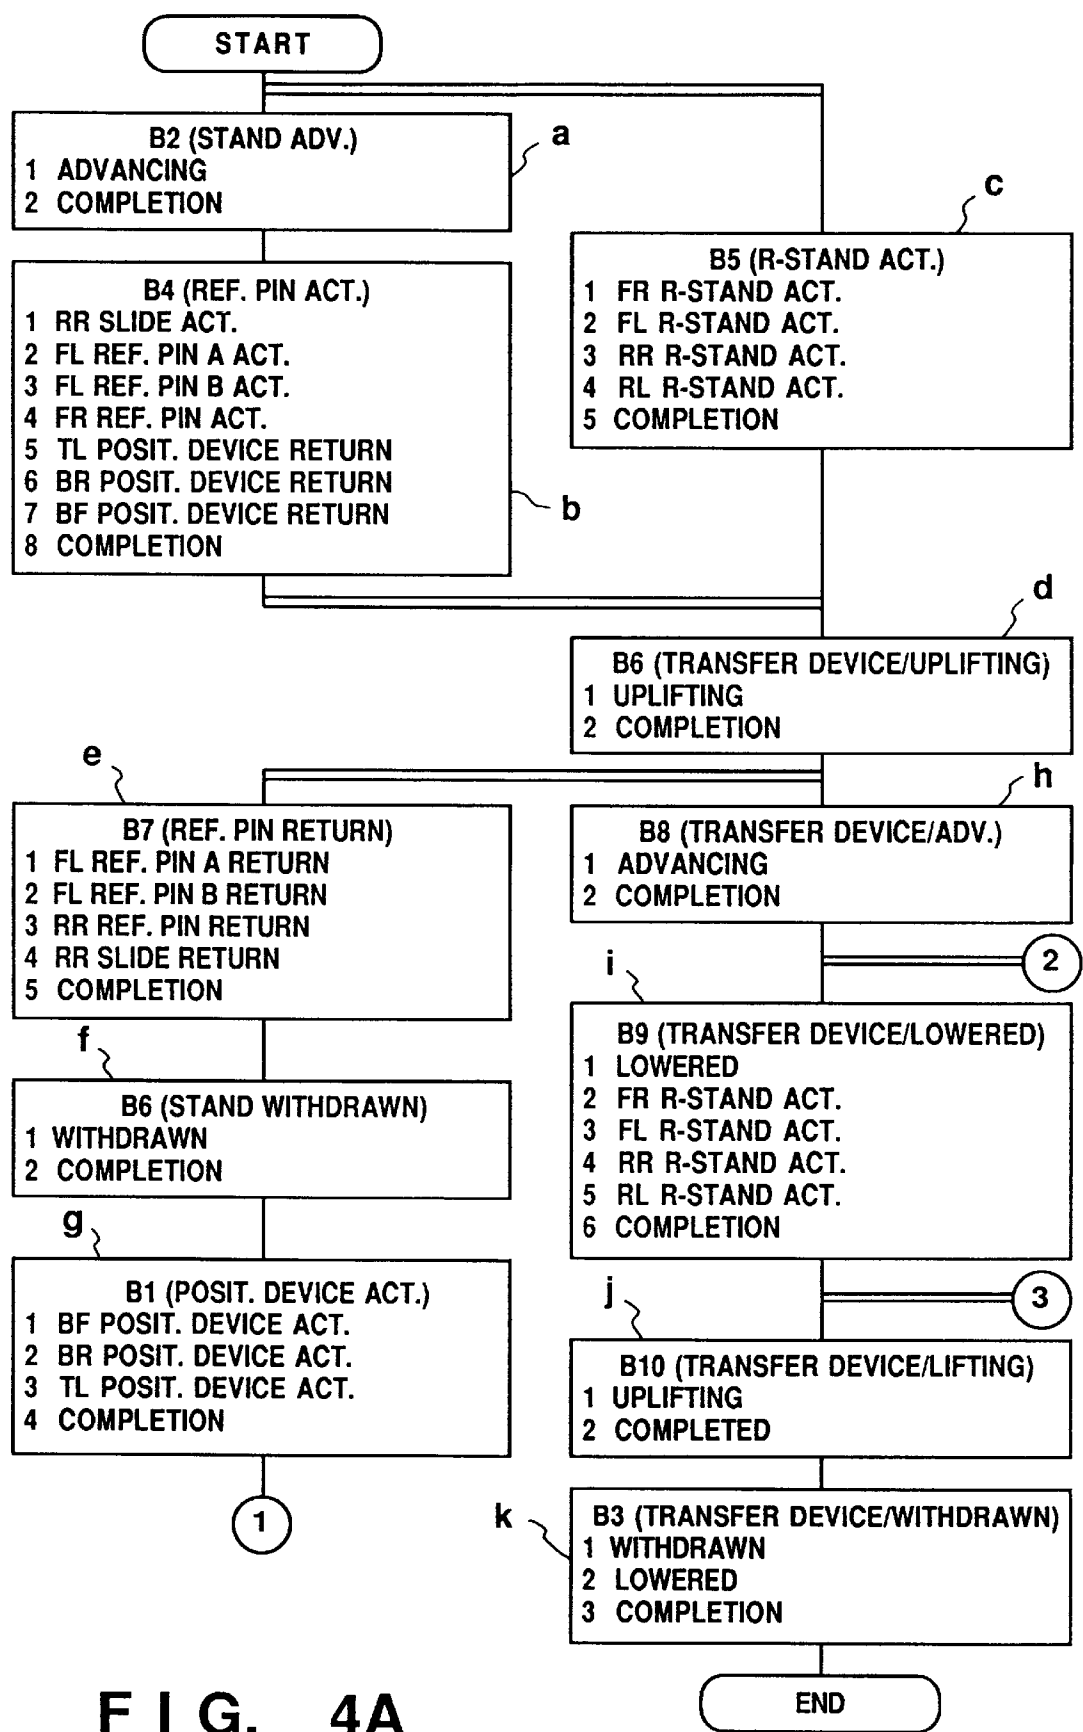 START
a
B2 (STAND ADV.)
1 ADVANCING
2 COMPLETION
c
B5 (R-STAND ACT.)
1 FR R-STAND ACT.
2 FL R-STAND ACT.
3 RR R-STAND ACT.
4 RL R-STAND ACT.
5 COMPLETION
B4 (REF. PIN ACT.)
1 RR SLIDE ACT.
2 FL REF. PIN A ACT.
3 FL REF. PIN B ACT.
4 FR REF. PIN ACT.
5 TL POSIT. DEVICE RETURN
6 BR POSIT. DEVICE RETURN
7 BF POSIT. DEVICE RETURN
8 COMPLETION
b
d
B6 (TRANSFER DEVICE/UPLIFTING)
1 UPLIFTING
2 COMPLETION
e
B7 (REF. PIN RETURN)
1 FL REF. PIN A RETURN
2 FL REF. PIN B RETURN
3 RR REF. PIN RETURN
4 RR SLIDE RETURN
5 COMPLETION
h
B8 (TRANSFER DEVICE/ADV.)
1 ADVANCING
2 COMPLETION
2
f
B6 (STAND WITHDRAWN)
1 WITHDRAWN
2 COMPLETION
i
B9 (TRANSFER DEVICE/LOWERED)
1 LOWERED
2 FR R-STAND ACT.
3 FL R-STAND ACT.
4 RR R-STAND ACT.
5 RL R-STAND ACT.
6 COMPLETION
g
B1 (POSIT. DEVICE ACT.)
1 BF POSIT. DEVICE ACT.
2 BR POSIT. DEVICE ACT.
3 TL POSIT. DEVICE ACT.
4 COMPLETION
1
3
j
B10 (TRANSFER DEVICE/LIFTING)
1 UPLIFTING
2 COMPLETED
k
B3 (TRANSFER DEVICE/WITHDRAWN)
1 WITHDRAWN
2 LOWERED
3 COMPLETION
END
FIG. 4A